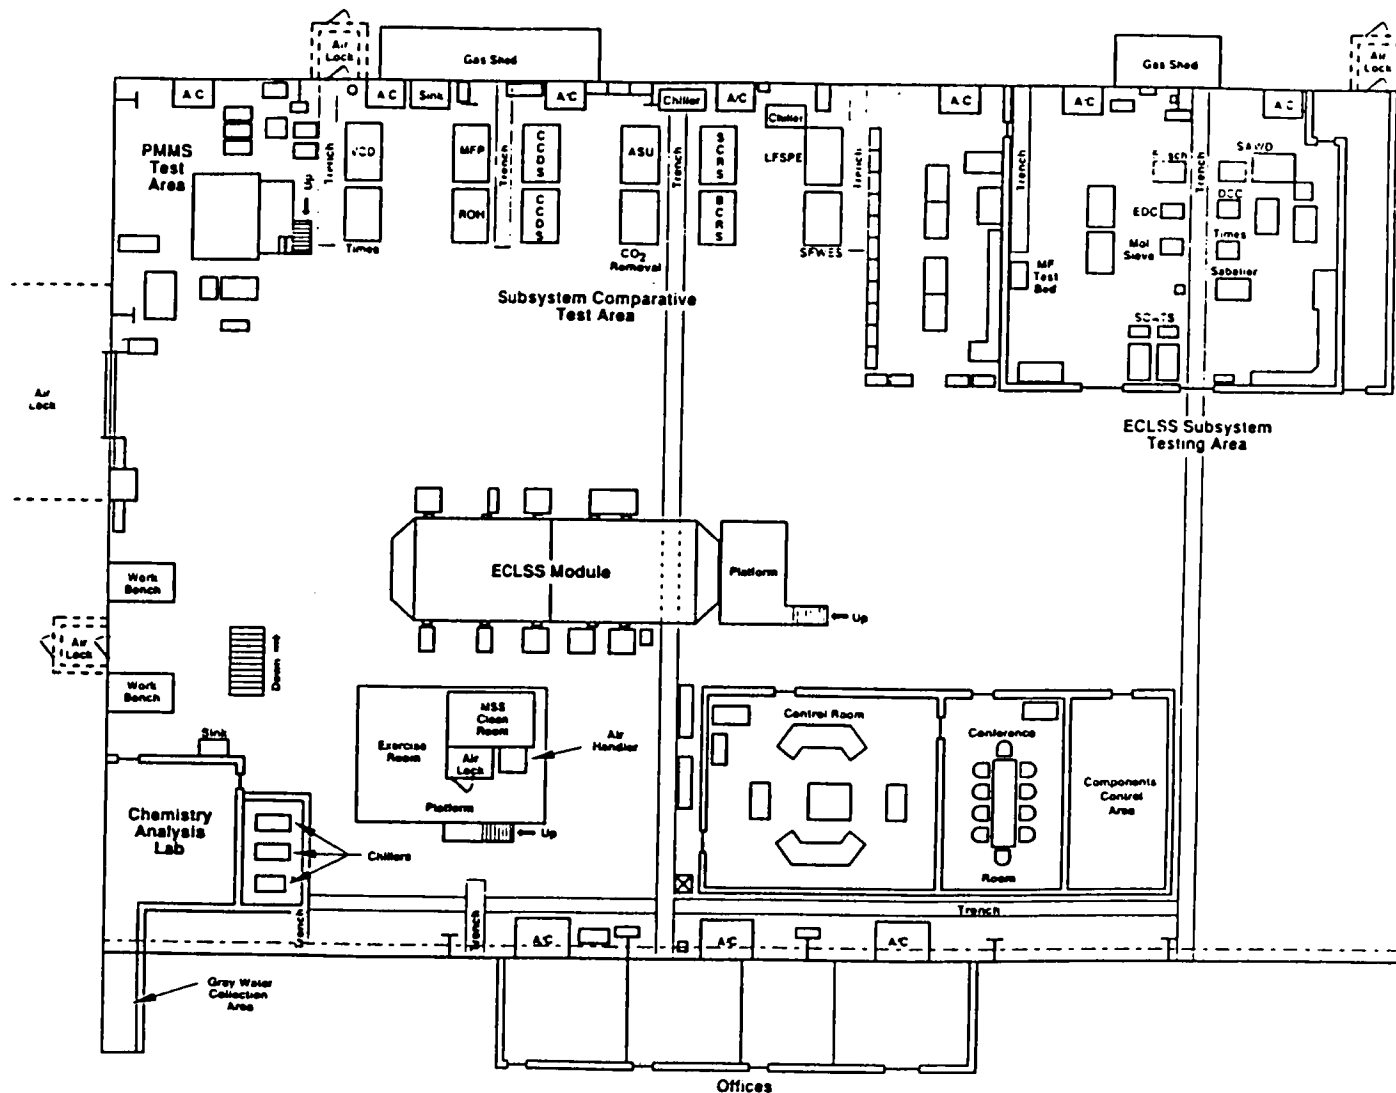 Air
Lock
Gas Shed
Gas Shed
Air
Lock
A/C
A/C
Sink
A/C
Chiller
A/C
Chiller
A/C
A/C
A/C
PMMS
Test
Area
Up
Trench
VCD
Times
MFP
ROH
Trench
CCDS
CCDS
ASU
CO2
Removal
Trench
SCRS
BCRS
LFSPE
SFWES
Trench
Trench
MF
Test
Bed
EDC
Mol
Sieve
Trench
SAWD
Times
Sabatier
Subsystem Comparative
Test Area
Air
Lock
ECLSS Subsystem
Testing Area
ECLSS Module
Platform
Up
Work
Bench
Air
Lock
Down
Work
Bench
Sink
MSS
Clean
Room
Exercise
Room
Air
Lock
Air
Handler
Platform
Up
Control Room
Conference
Room
Components
Control
Area
Chemistry
Analysis
Lab
Chillers
Trench
Trench
Trench
A/C
A/C
A/C
Gray Water
Collection
Area
Offices